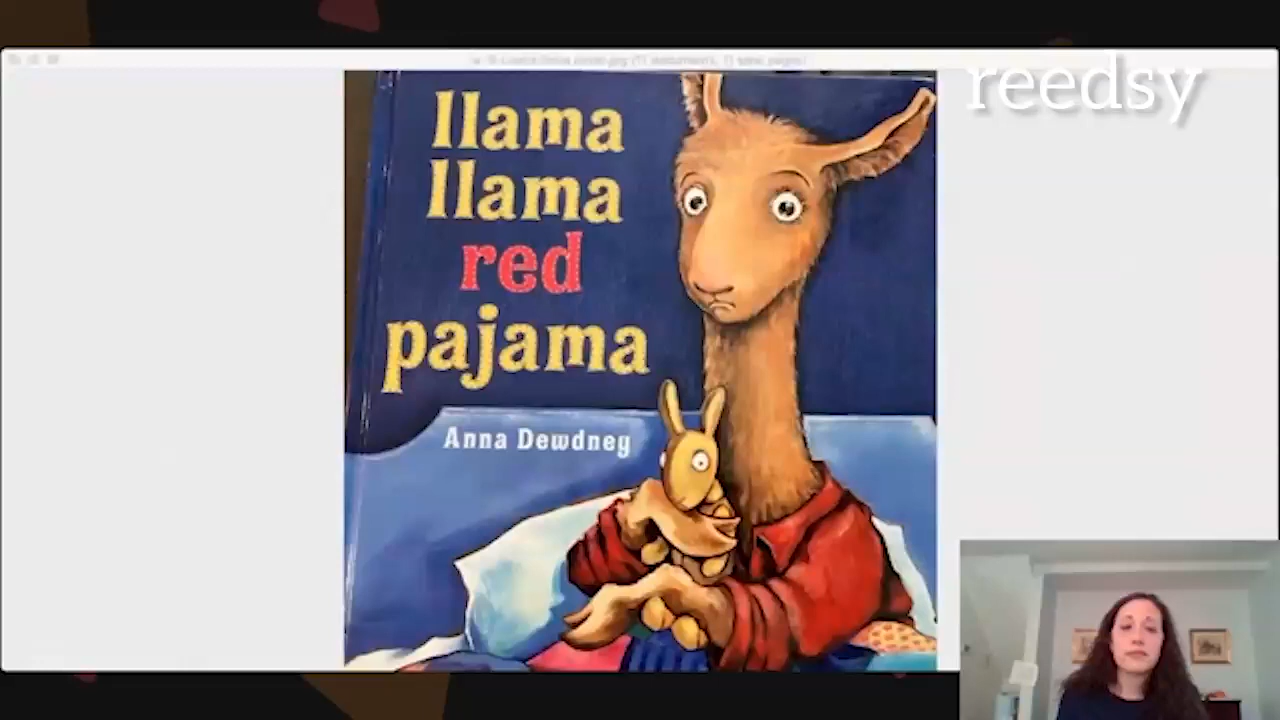 reedsy
llama
llama
red
pajama
Anna Dewdney